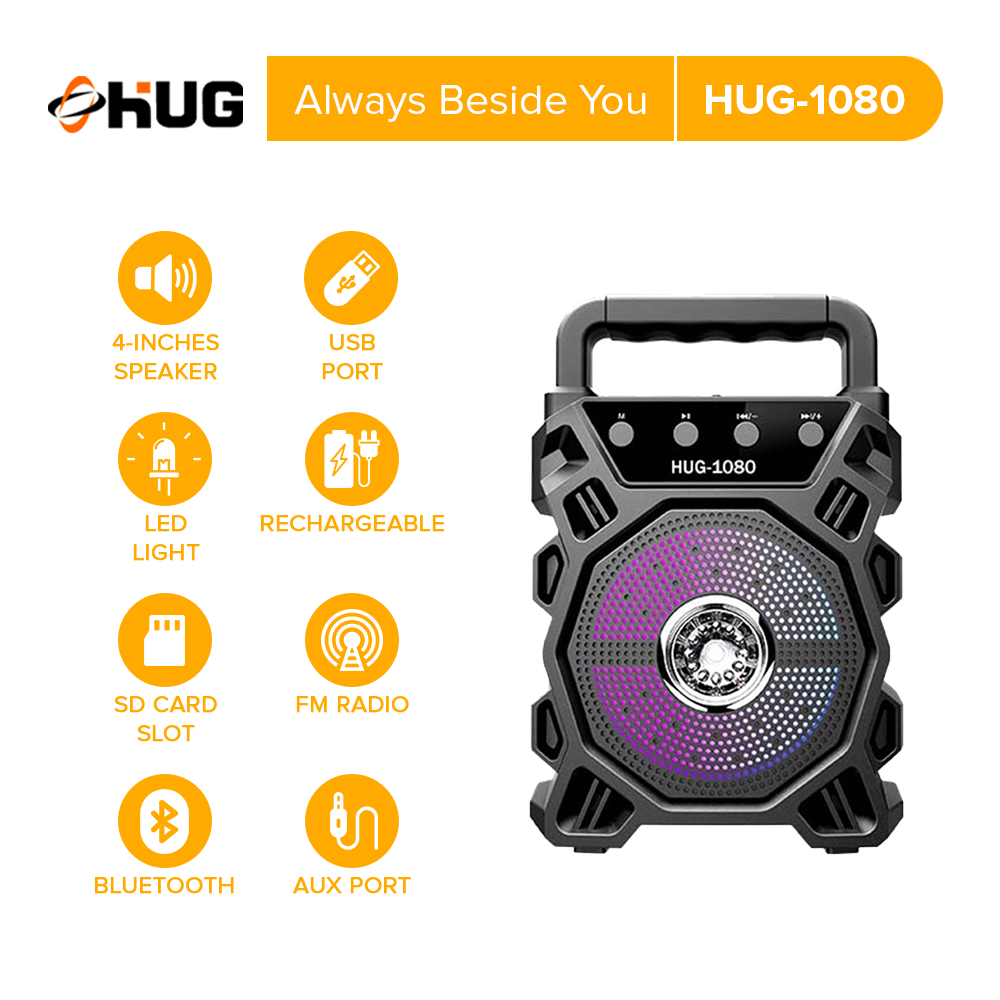 HUG
Always Beside You
HUG-1080
4-INCHES
SPEAKER
USB
PORT
LED
LIGHT
RECHARGEABLE
SD CARD
SLOT
FM RADIO
BLUETOOTH
AUX PORT
M ▶II I◀◀/− ▶▶I/+
HUG-1080